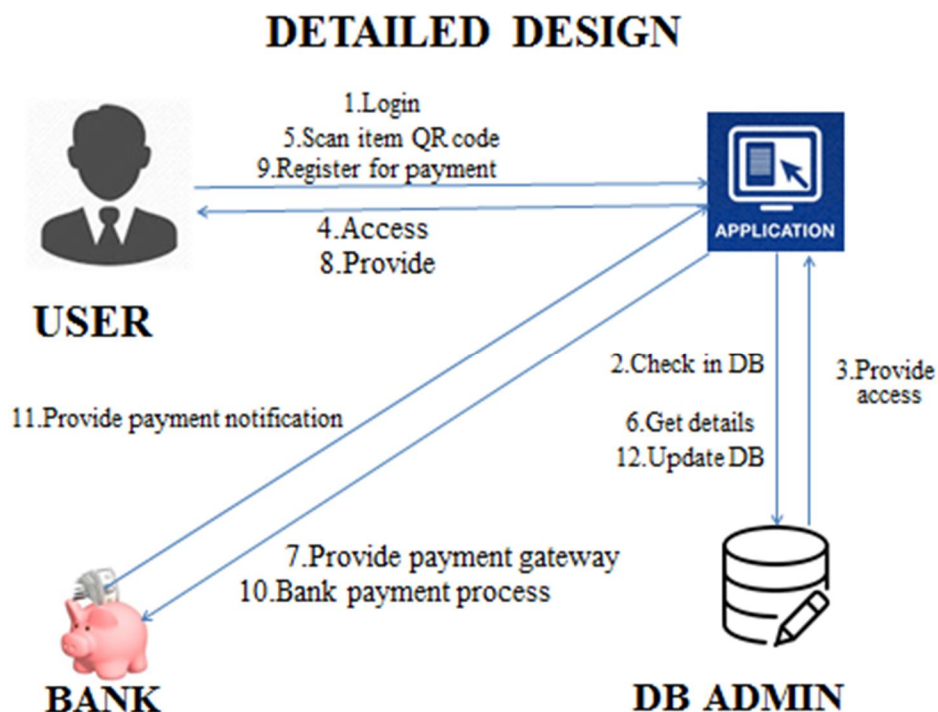 DETAILED DESIGN
1.Login
5.Scan item QR code
9.Register for payment
4.Access
8.Provide
APPLICATION
USER
2.Check in DB
3.Provide
access
11.Provide payment notification
6.Get details
12.Update DB
7.Provide payment gateway
10.Bank payment process
BANK
DB ADMIN